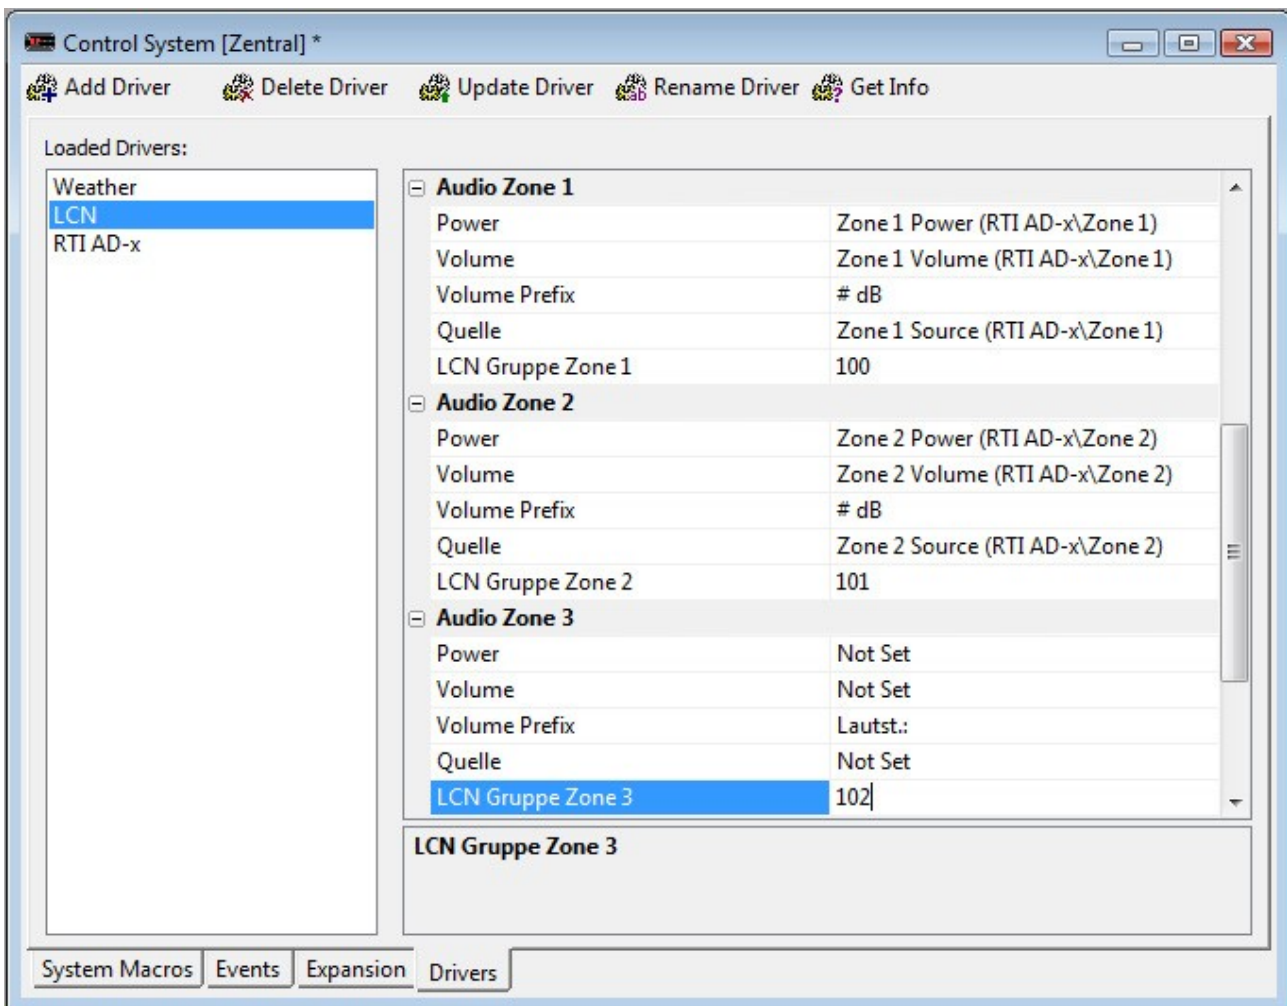 Control System [Zentral] *
Add Driver Delete Driver Update Driver Rename Driver Get Info
Loaded Drivers:
Weather
LCN
RTI AD-x
Audio Zone 1
Power Zone 1 Power (RTI AD-x\Zone 1)
Volume Zone 1 Volume (RTI AD-x\Zone 1)
Volume Prefix # dB
Quelle Zone 1 Source (RTI AD-x\Zone 1)
LCN Gruppe Zone 1 100
Audio Zone 2
Power Zone 2 Power (RTI AD-x\Zone 2)
Volume Zone 2 Volume (RTI AD-x\Zone 2)
Volume Prefix # dB
Quelle Zone 2 Source (RTI AD-x\Zone 2)
LCN Gruppe Zone 2 101
Audio Zone 3
Power Not Set
Volume Not Set
Volume Prefix Lautst.:
Quelle Not Set
LCN Gruppe Zone 3 102
LCN Gruppe Zone 3
System Macros Events Expansion Drivers